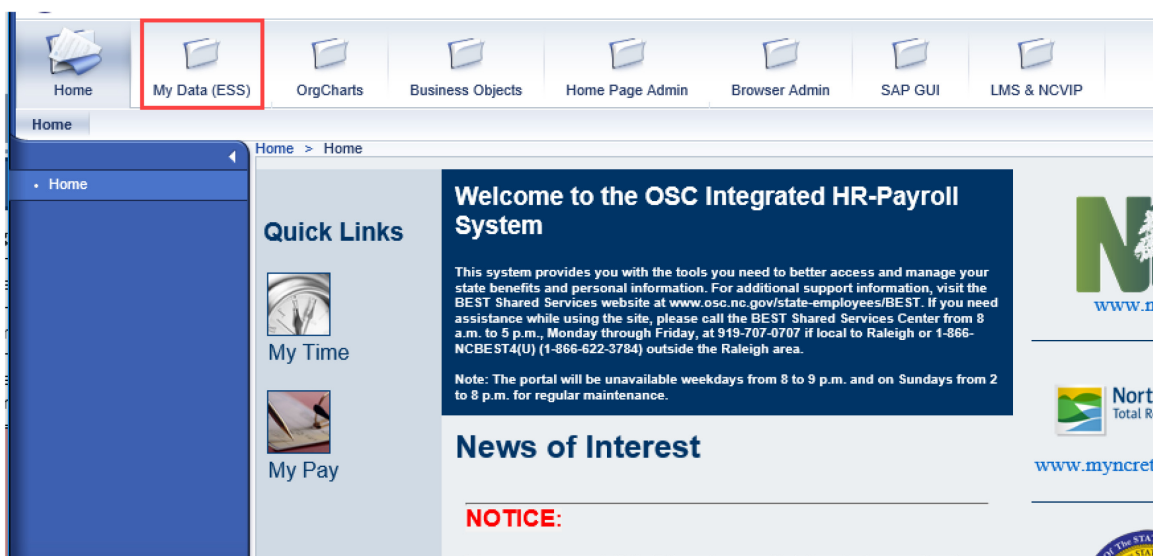 Home
My Data (ESS)
OrgCharts
Business Objects
Home Page Admin
Browser Admin
SAP GUI
LMS & NCVIP
Home
Home > Home
• Home
Quick Links
My Time
My Pay
Welcome to the OSC Integrated HR-Payroll
System
This system provides you with the tools you need to better access and manage your
state benefits and personal information. For additional support information, visit the
BEST Shared Services website at www.osc.nc.gov/state-employees/BEST. If you need
assistance while using the site, please call the BEST Shared Services Center from 8
a.m. to 5 p.m., Monday through Friday, at 919-707-0707 if local to Raleigh or 1-866-
NCBEST4(U) (1-866-622-3784) outside the Raleigh area.
Note: The portal will be unavailable weekdays from 8 to 9 p.m. and on Sundays from 2
to 8 p.m. for regular maintenance.
News of Interest
NOTICE:
www.n
Nort
Total R
www.myncret
The STA